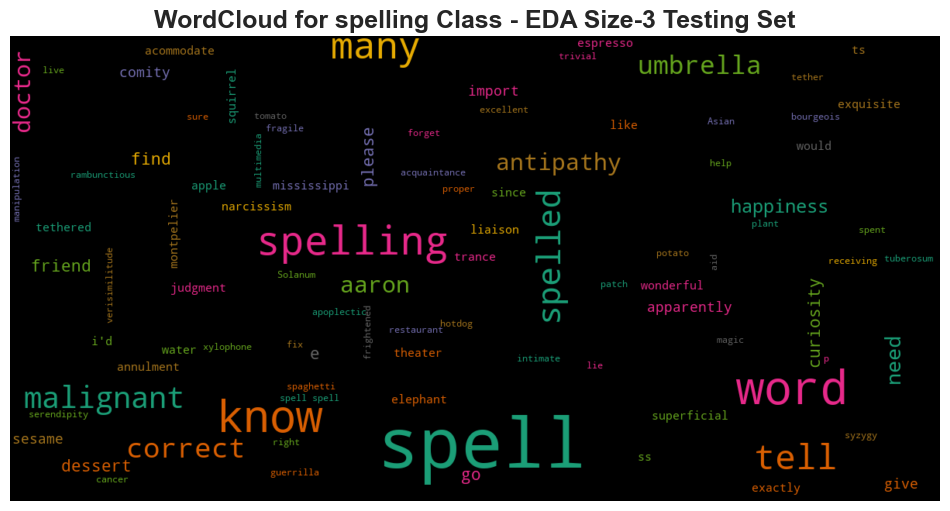 WordCloud for spelling Class - EDA Size-3 Testing Set
many
espresso
acommodate
ts
trivial
doctor
umbrella
live
comity
squirrel
tether
import
exquisite
excellent
sure
tomato
bourgeois
Asian
like
fragile
forget
please
would
multimedia
find
antipathy
help
manipulation
rambunctious
acquaintance
apple
mississippi
proper
since
spelled
narcissism
happiness
montpelier
tethered
plant
liaison
spent
spelling
potato
trance
aid
receiving
tuberosum
friend
verisimilitude
Solanum
aaron
patch
wonderful
curiosity
apparently
apoplectic
frightened
hotdog
restaurant
i'd
water
xylophone
fix
magic
need
e
theater
intimate
p
annulment
lie
judgment
spaghetti
word
malignant
spell spell
elephant
serendipity
know
superficial
sesame
right
spell
syzygy
correct
ss
tell
dessert
guerrilla
go
cancer
exactly
give